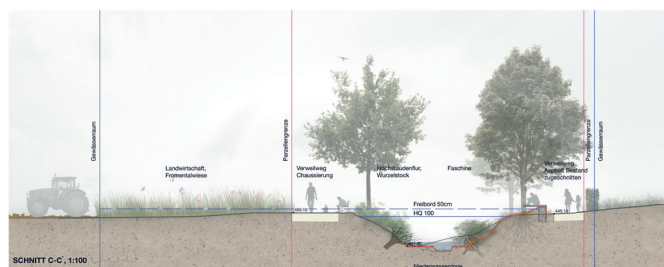 Gewässerraum
Parzellengrenze
Parzellengrenze
Gewässerraum
Landwirtschaft,
Fromentalwiese
Verweilweg
Chaussierung
Hochstaudenflur,
Wurzelstock
Faschine
Verweilweg
Asphalt Bestand
zugeschnitten
Freibord 50cm
HQ 100
SCHNITT C-C', 1:100